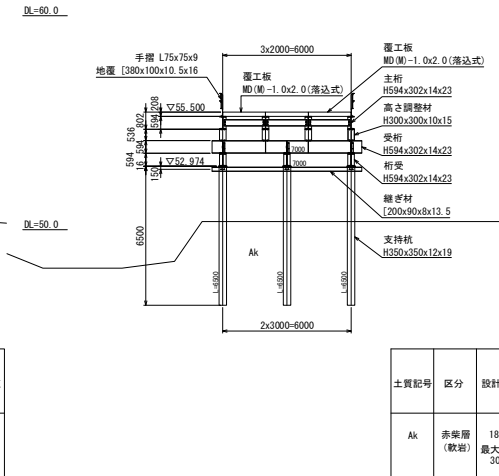 DL=60.0
手摺 L75x75x9
地覆 [380x100x10.5x16
3x2000=6000
覆工板
MD(M)-1.0x2.0(落込式)
覆工板
MD(M)-1.0x2.0(落込式)
主桁
H594x302x14x23
高さ調整材
H300x300x10x15
受桁
H594x302x14x23
桁受
H594x302x14x23
継ぎ材
[200x90x8x13.5
支持杭
H350x350x12x19
▽55.500
▽52.974
208
594
802
536
594
16
594
150
7000
7000
DL=50.0
6500
Ak
L=6500
L=6500
L=6500
2x3000=6000
土質記号 区分 設計
Ak 赤柴層 18
(軟岩) 最大
30